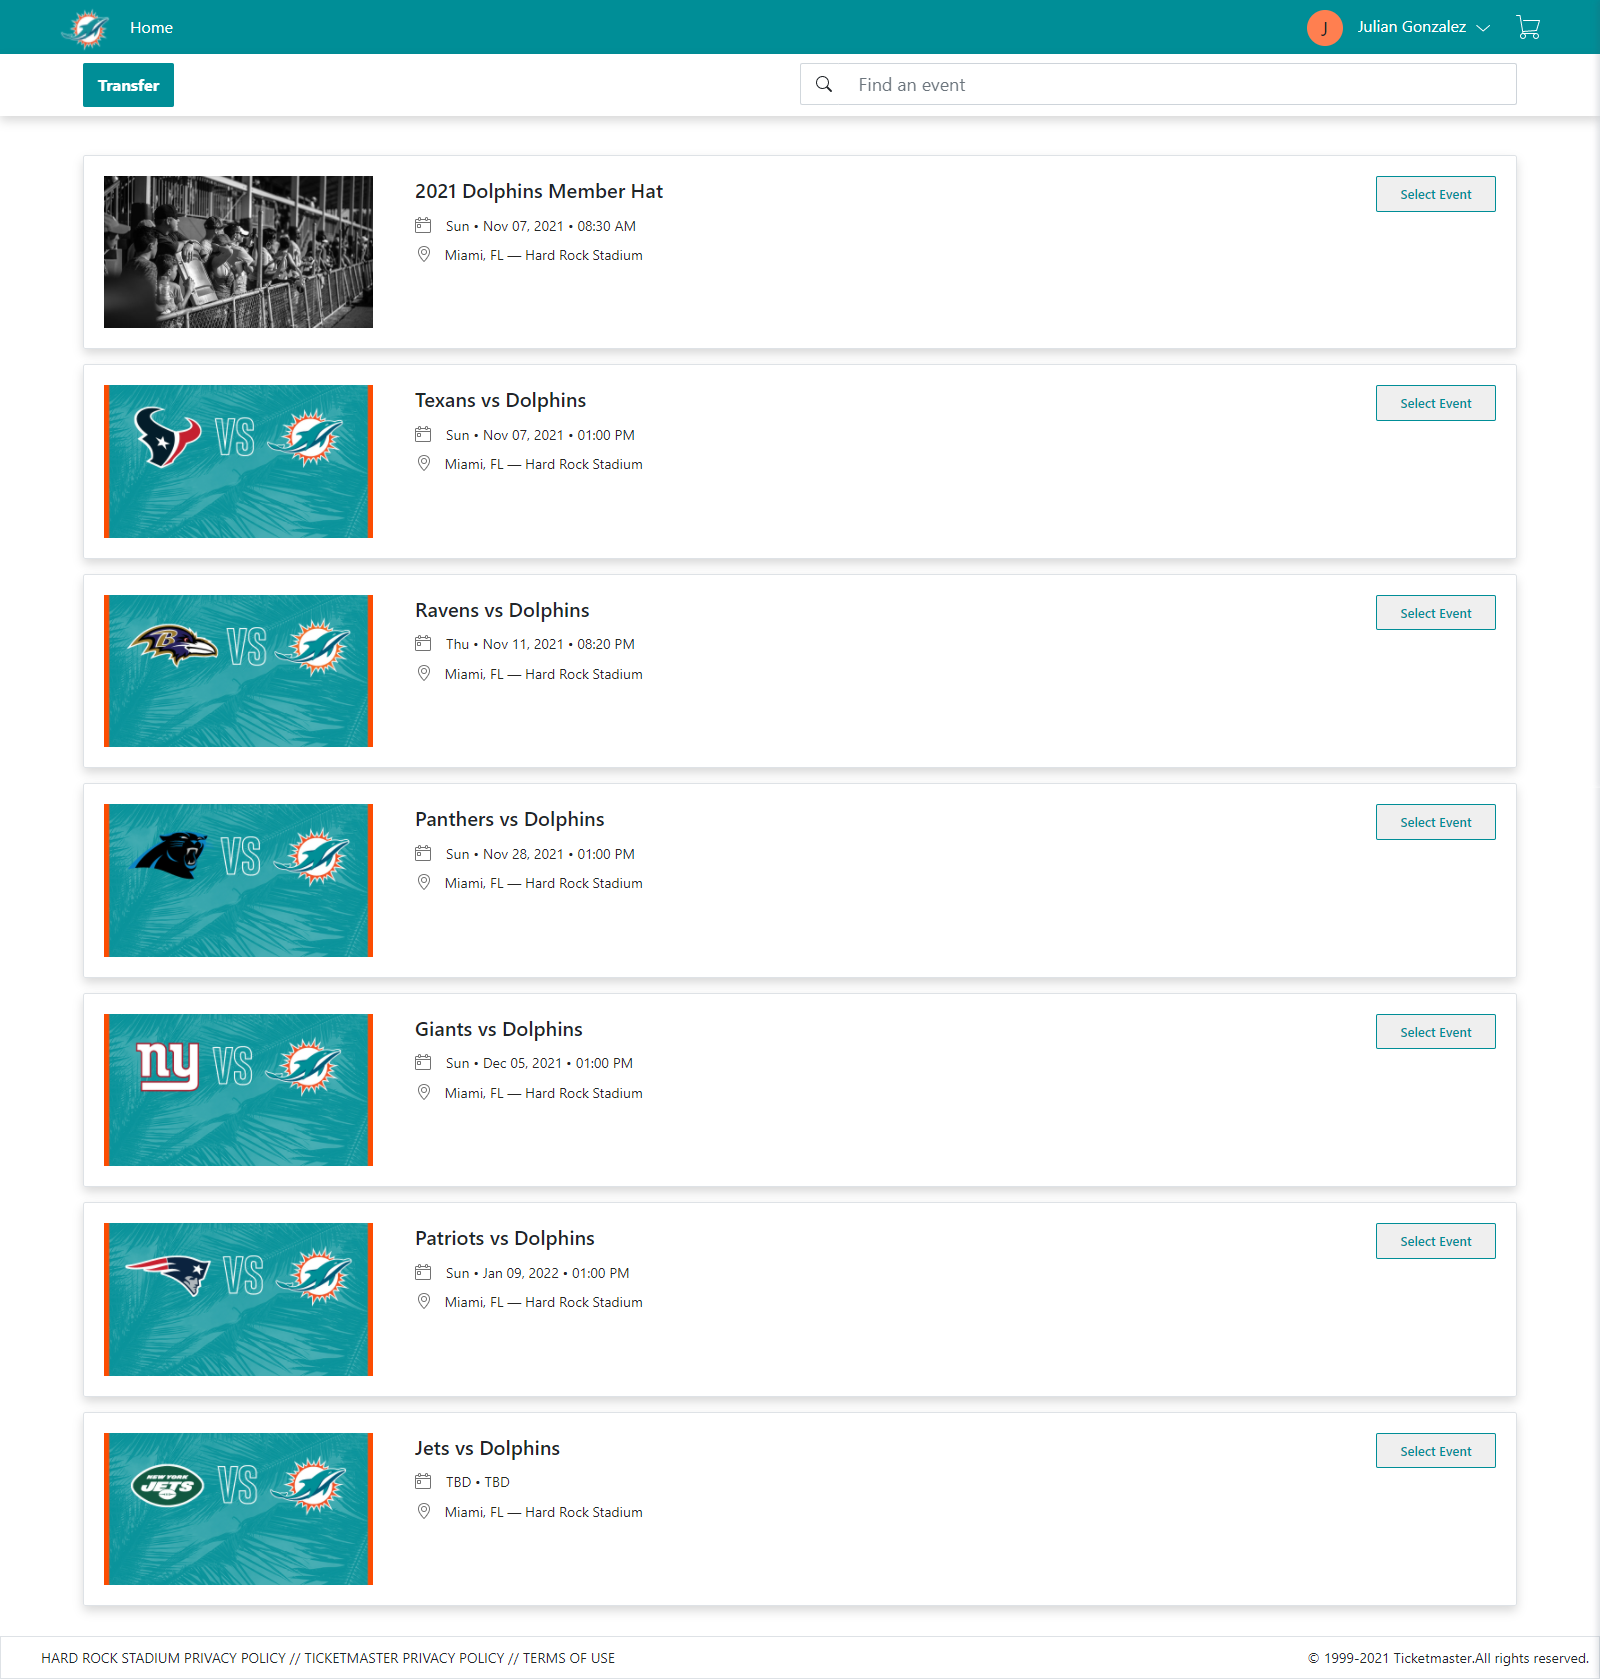 Home
J
Julian Gonzalez
Transfer
Find an event
2021 Dolphins Member Hat
Select Event
Sun • Nov 07, 2021 • 08:30 AM
Miami, FL — Hard Rock Stadium
VS
Texans vs Dolphins
Select Event
Sun • Nov 07, 2021 • 01:00 PM
Miami, FL — Hard Rock Stadium
B
VS
Ravens vs Dolphins
Select Event
Thu • Nov 11, 2021 • 08:20 PM
Miami, FL — Hard Rock Stadium
VS
Panthers vs Dolphins
Select Event
Sun • Nov 28, 2021 • 01:00 PM
Miami, FL — Hard Rock Stadium
ny VS
Giants vs Dolphins
Select Event
Sun • Dec 05, 2021 • 01:00 PM
Miami, FL — Hard Rock Stadium
VS
Patriots vs Dolphins
Select Event
Sun • Jan 09, 2022 • 01:00 PM
Miami, FL — Hard Rock Stadium
NEW YORK
JETS
VS
Jets vs Dolphins
Select Event
TBD • TBD
Miami, FL — Hard Rock Stadium
HARD ROCK STADIUM PRIVACY POLICY // TICKETMASTER PRIVACY POLICY // TERMS OF USE
© 1999-2021 Ticketmaster.All rights reserved.